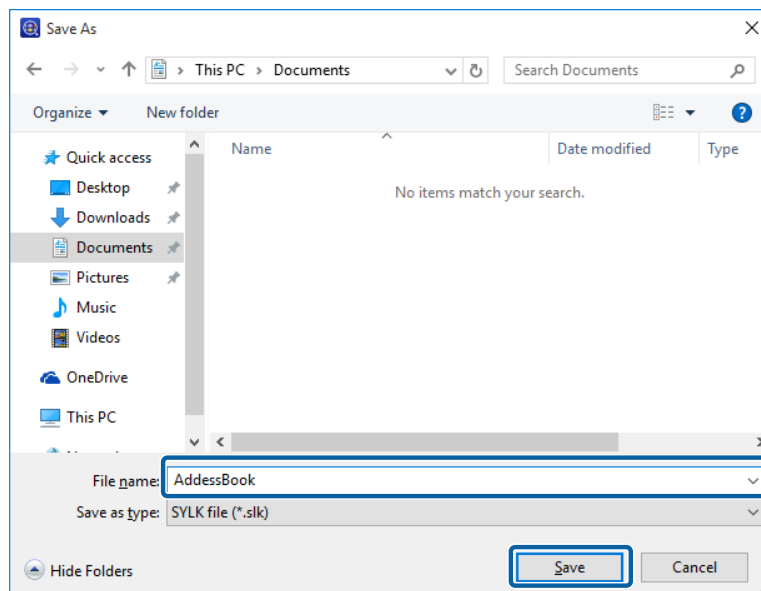 Save As
This PC > Documents
Search Documents
Organize
New folder
?
Name
Date modified
Type
Quick access
No items match your search.
Desktop
Downloads
Documents
Pictures
Music
Videos
OneDrive
This PC
File name: AddessBook
Save as type: SYLK file (*.slk)
Hide Folders
Save
Cancel